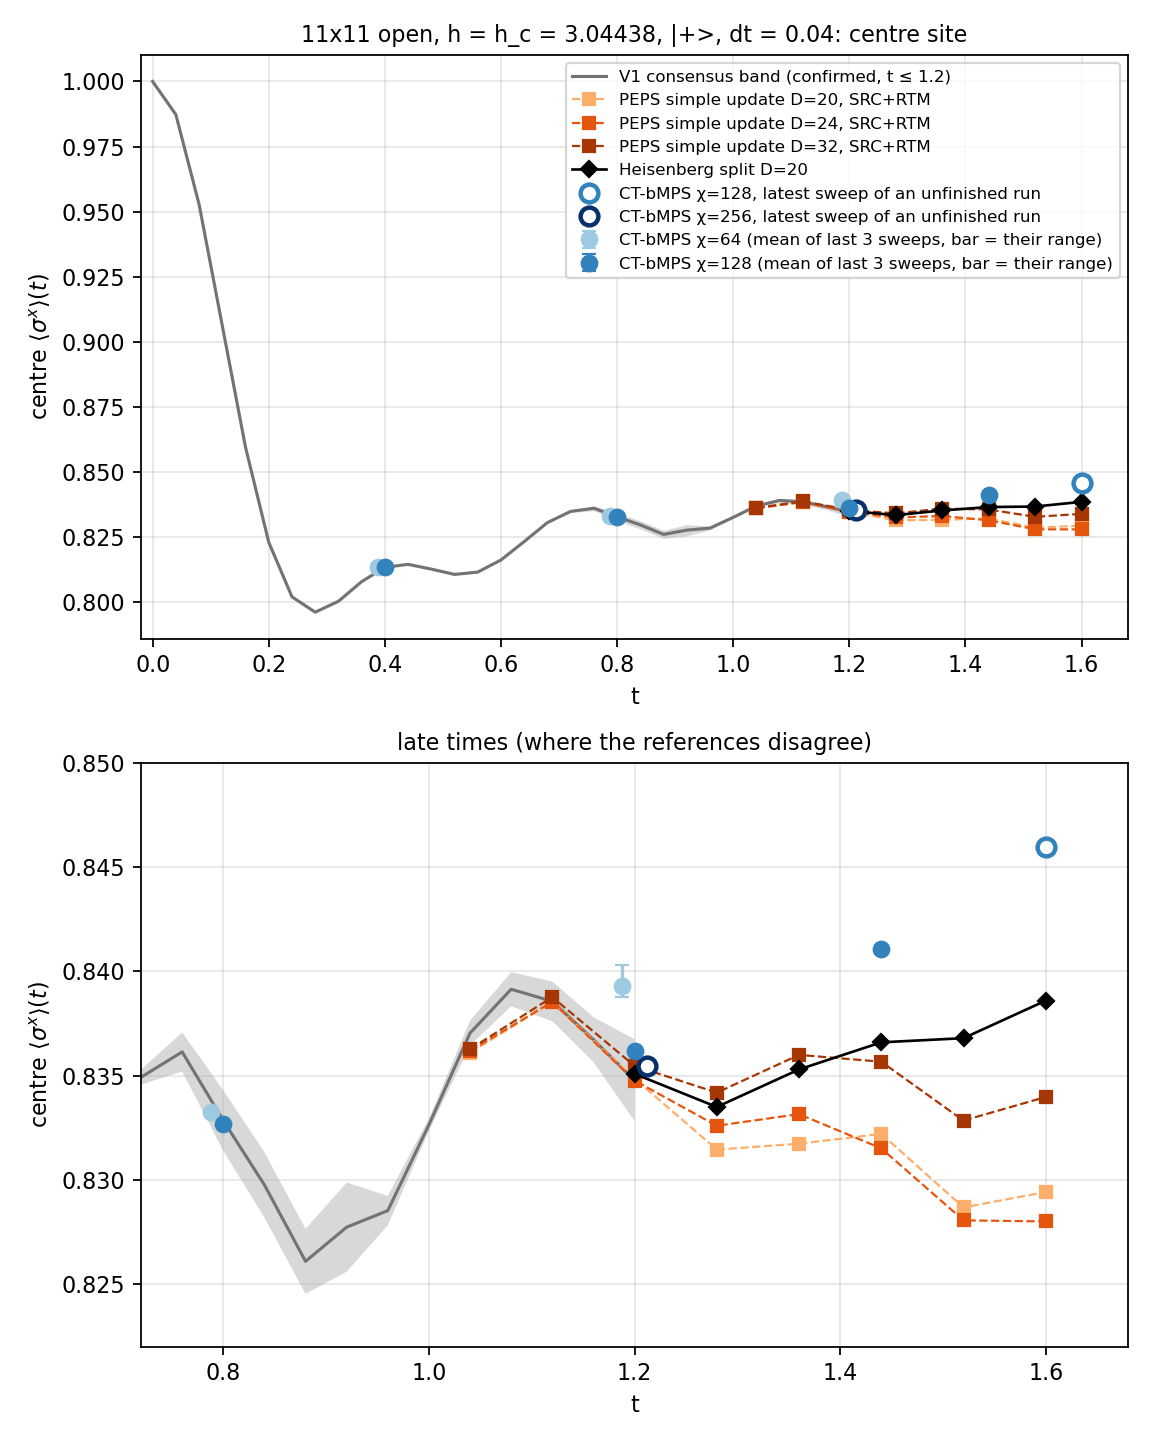 11x11 open, h = h_c = 3.04438, |+>, dt = 0.04: centre site
V1 consensus band (confirmed, t ≤ 1.2)
PEPS simple update D=20, SRC+RTM
PEPS simple update D=24, SRC+RTM
PEPS simple update D=32, SRC+RTM
Heisenberg split D=20
CT-bMPS χ=128, latest sweep of an unfinished run
CT-bMPS χ=256, latest sweep of an unfinished run
CT-bMPS χ=64 (mean of last 3 sweeps, bar = their range)
CT-bMPS χ=128 (mean of last 3 sweeps, bar = their range)
1.000
0.975
0.950
0.925
0.900
0.875
0.850
0.825
0.800
centre ⟨σˣ⟩(t)
0.0 0.2 0.4 0.6 0.8 1.0 1.2 1.4 1.6
t
late times (where the references disagree)
0.850
0.845
0.840
0.835
0.830
0.825
centre ⟨σˣ⟩(t)
0.8 1.0 1.2 1.4 1.6
t